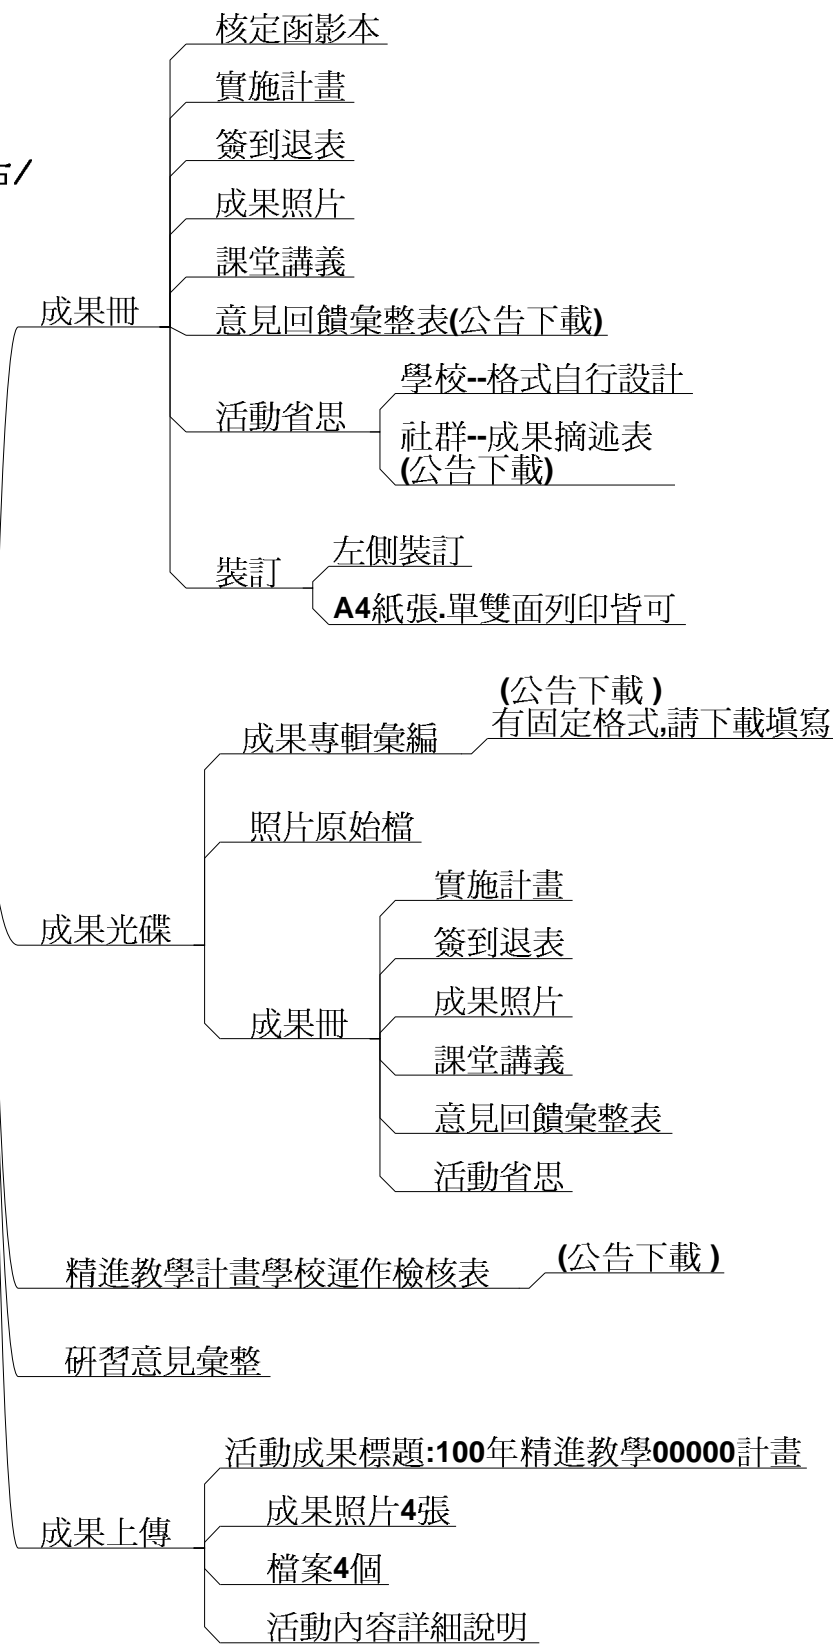 核定函影本
實施計畫
簽到退表
成果照片
課堂講義
意見回饋彙整表(公告下載)
成果冊
活動省思
學校--格式自行設計
社群--成果摘述表
(公告下載)
裝訂
左側裝訂
A4紙張.單雙面列印皆可
成果光碟
成果專輯彙編
(公告下載 )
有固定格式,請下載填寫
照片原始檔
成果冊
實施計畫
簽到退表
成果照片
課堂講義
意見回饋彙整表
活動省思
精進教學計畫學校運作檢核表
(公告下載 )
研習意見彙整
成果上傳
活動成果標題:100年精進教學00000計畫
成果照片4張
檔案4個
活動內容詳細說明